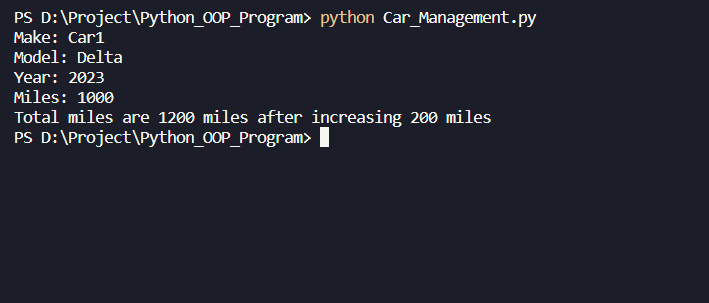 PS D:\Project\Python_OOP_Program> python Car_Management.py
Make: Car1
Model: Delta
Year: 2023
Miles: 1000
Total miles are 1200 miles after increasing 200 miles
PS D:\Project\Python_OOP_Program>